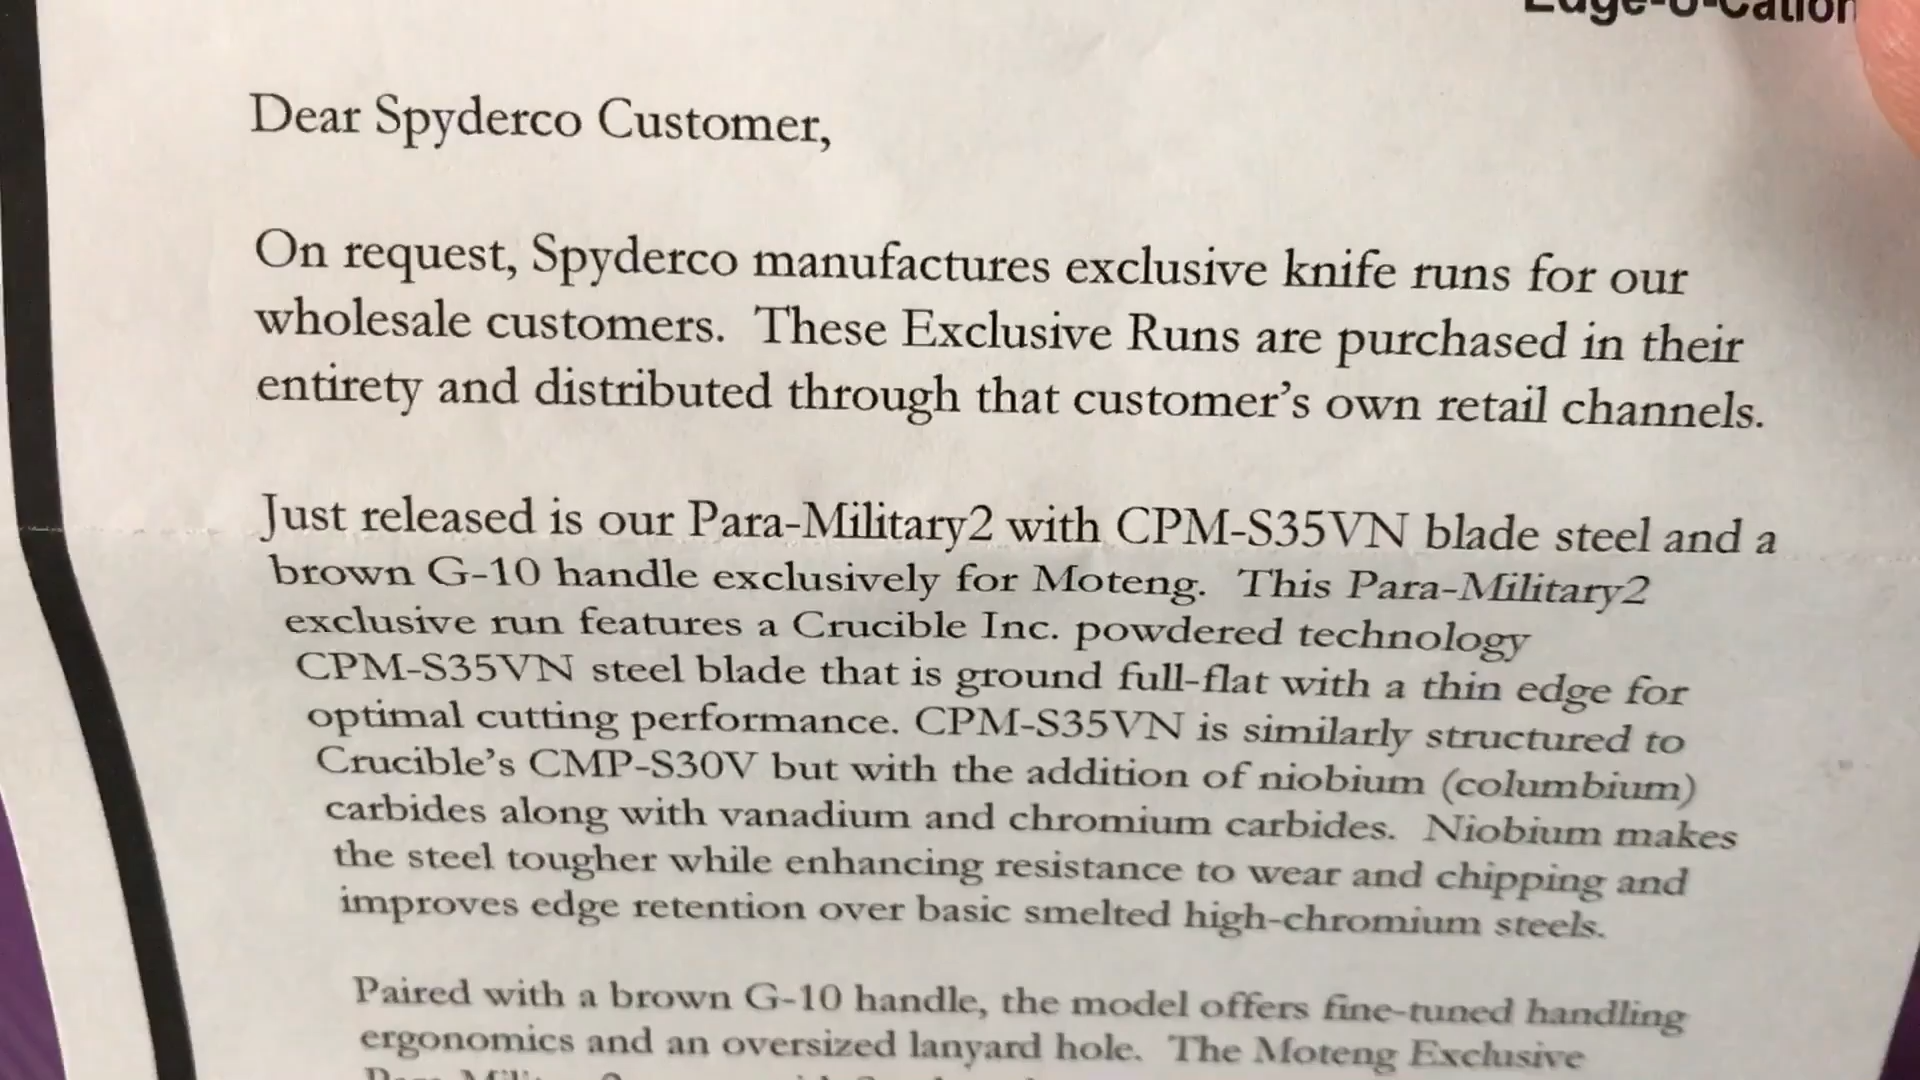 Edge-U-Cation
Dear Spyderco Customer,
On request, Spyderco manufactures exclusive knife runs for our
wholesale customers.  These Exclusive Runs are purchased in their
entirety and distributed through that customer's own retail channels.
Just released is our Para-Military2 with CPM-S35VN blade steel and a
brown G-10 handle exclusively for Moteng.  This Para-Military2
exclusive run features a Crucible Inc. powdered technology
CPM-S35VN steel blade that is ground full-flat with a thin edge for
optimal cutting performance. CPM-S35VN is similarly structured to
Crucible's CMP-S30V but with the addition of niobium (columbium)
carbides along with vanadium and chromium carbides.  Niobium makes
the steel tougher while enhancing resistance to wear and chipping and
improves edge retention over basic smelted high-chromium steels.
Paired with a brown G-10 handle, the model offers fine-tuned handling
ergonomics and an oversized lanyard hole.  The Moteng Exclusive